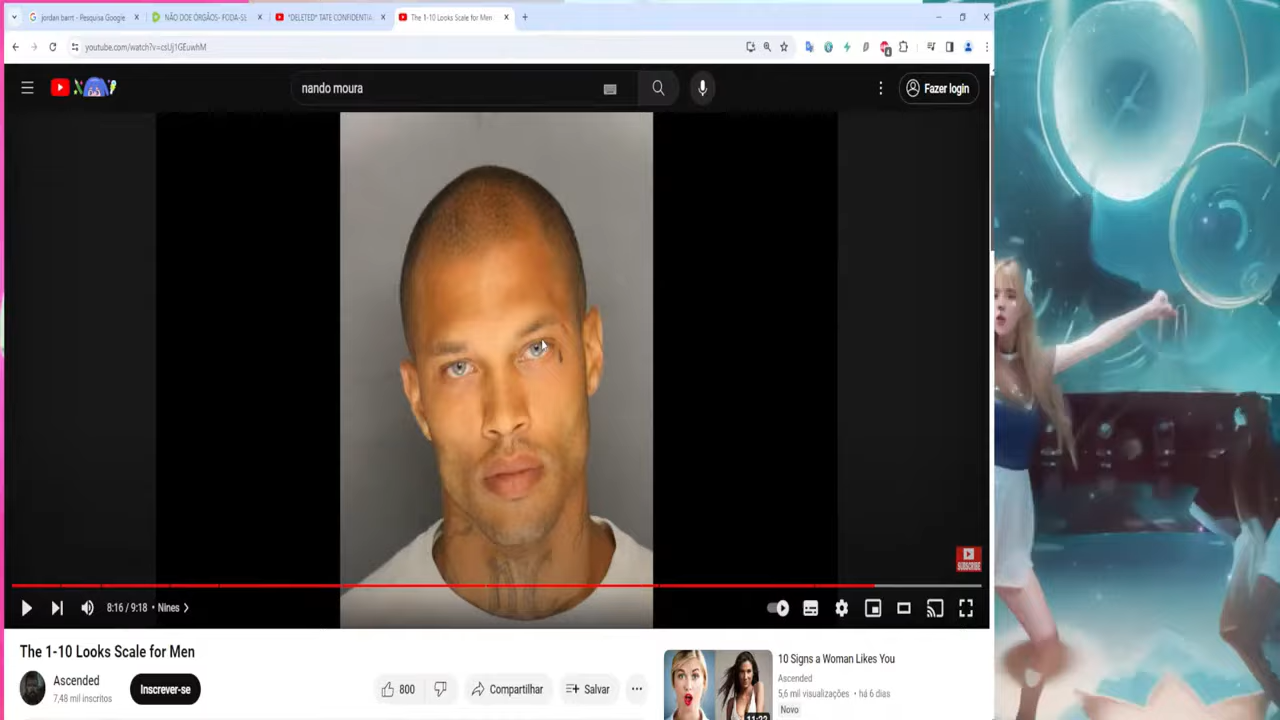 jordan barrt - Pesquisa Google
NÃO DOE ÓRGÃOS- FODA-SE
*DELETED* TATE CONFIDENTIA
The 1-10 Looks Scale for Men
youtube.com/watch?v=csUj1GEuwhM
nando moura
Fazer login
SUBSCRIBE
8:16 / 9:18 • Nines
The 1-10 Looks Scale for Men
Ascended
7,48 mil inscritos
Inscrever-se
800
Compartilhar
Salvar
10 Signs a Woman Likes You
Ascended
5,6 mil visualizações • há 6 dias
Novo
11:22